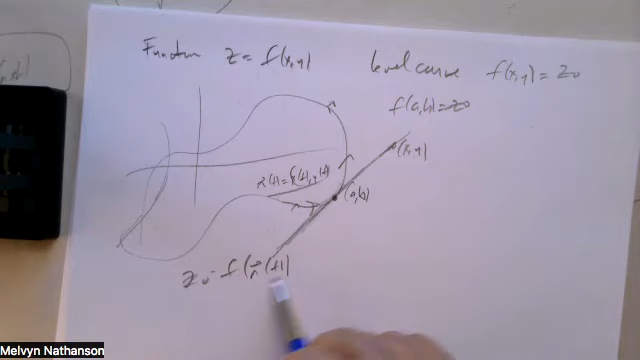 Function z = f(x,y)
Level curve f(x,y) = z0
f(a,b) = z0
(x,y)
r(t) = (x(t), y(t))
(a,b)
z0 = f(r⃗(t))
Melvyn Nathanson